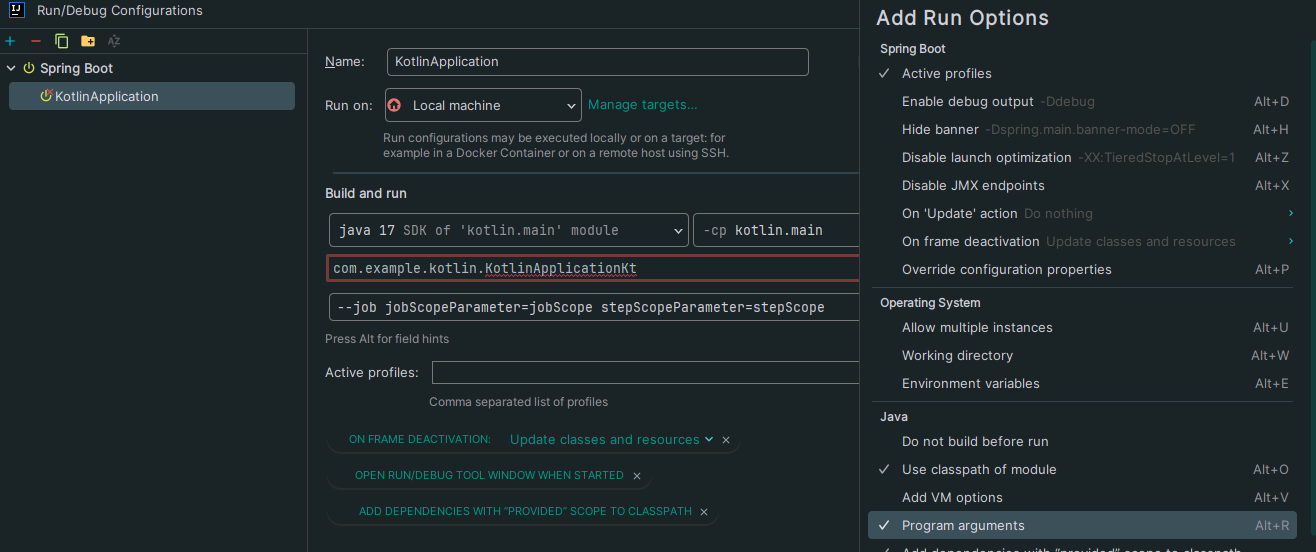 Run/Debug Configurations
Spring Boot
KotlinApplication
Name: KotlinApplication
Run on: Local machine Manage targets...
Run configurations may be executed locally or on a target: for
example in a Docker Container or on a remote host using SSH.
Build and run
java 17 SDK of 'kotlin.main' module -cp kotlin.main
com.example.kotlin.KotlinApplicationKt
--job jobScopeParameter=jobScope stepScopeParameter=stepScope
Press Alt for field hints
Active profiles:
Comma separated list of profiles
ON FRAME DEACTIVATION: Update classes and resources ×
OPEN RUN/DEBUG TOOL WINDOW WHEN STARTED ×
ADD DEPENDENCIES WITH “PROVIDED” SCOPE TO CLASSPATH ×
Add Run Options
Spring Boot
Active profiles
Enable debug output -Ddebug Alt+D
Hide banner -Dspring.main.banner-mode=OFF Alt+H
Disable launch optimization -XX:TieredStopAtLevel=1 Alt+Z
Disable JMX endpoints Alt+X
On 'Update' action Do nothing
On frame deactivation Update classes and resources
Override configuration properties Alt+P
Operating System
Allow multiple instances Alt+U
Working directory Alt+W
Environment variables Alt+E
Java
Do not build before run
Use classpath of module Alt+O
Add VM options Alt+V
Program arguments Alt+R
Add dependencies with “provided” scope to classpath